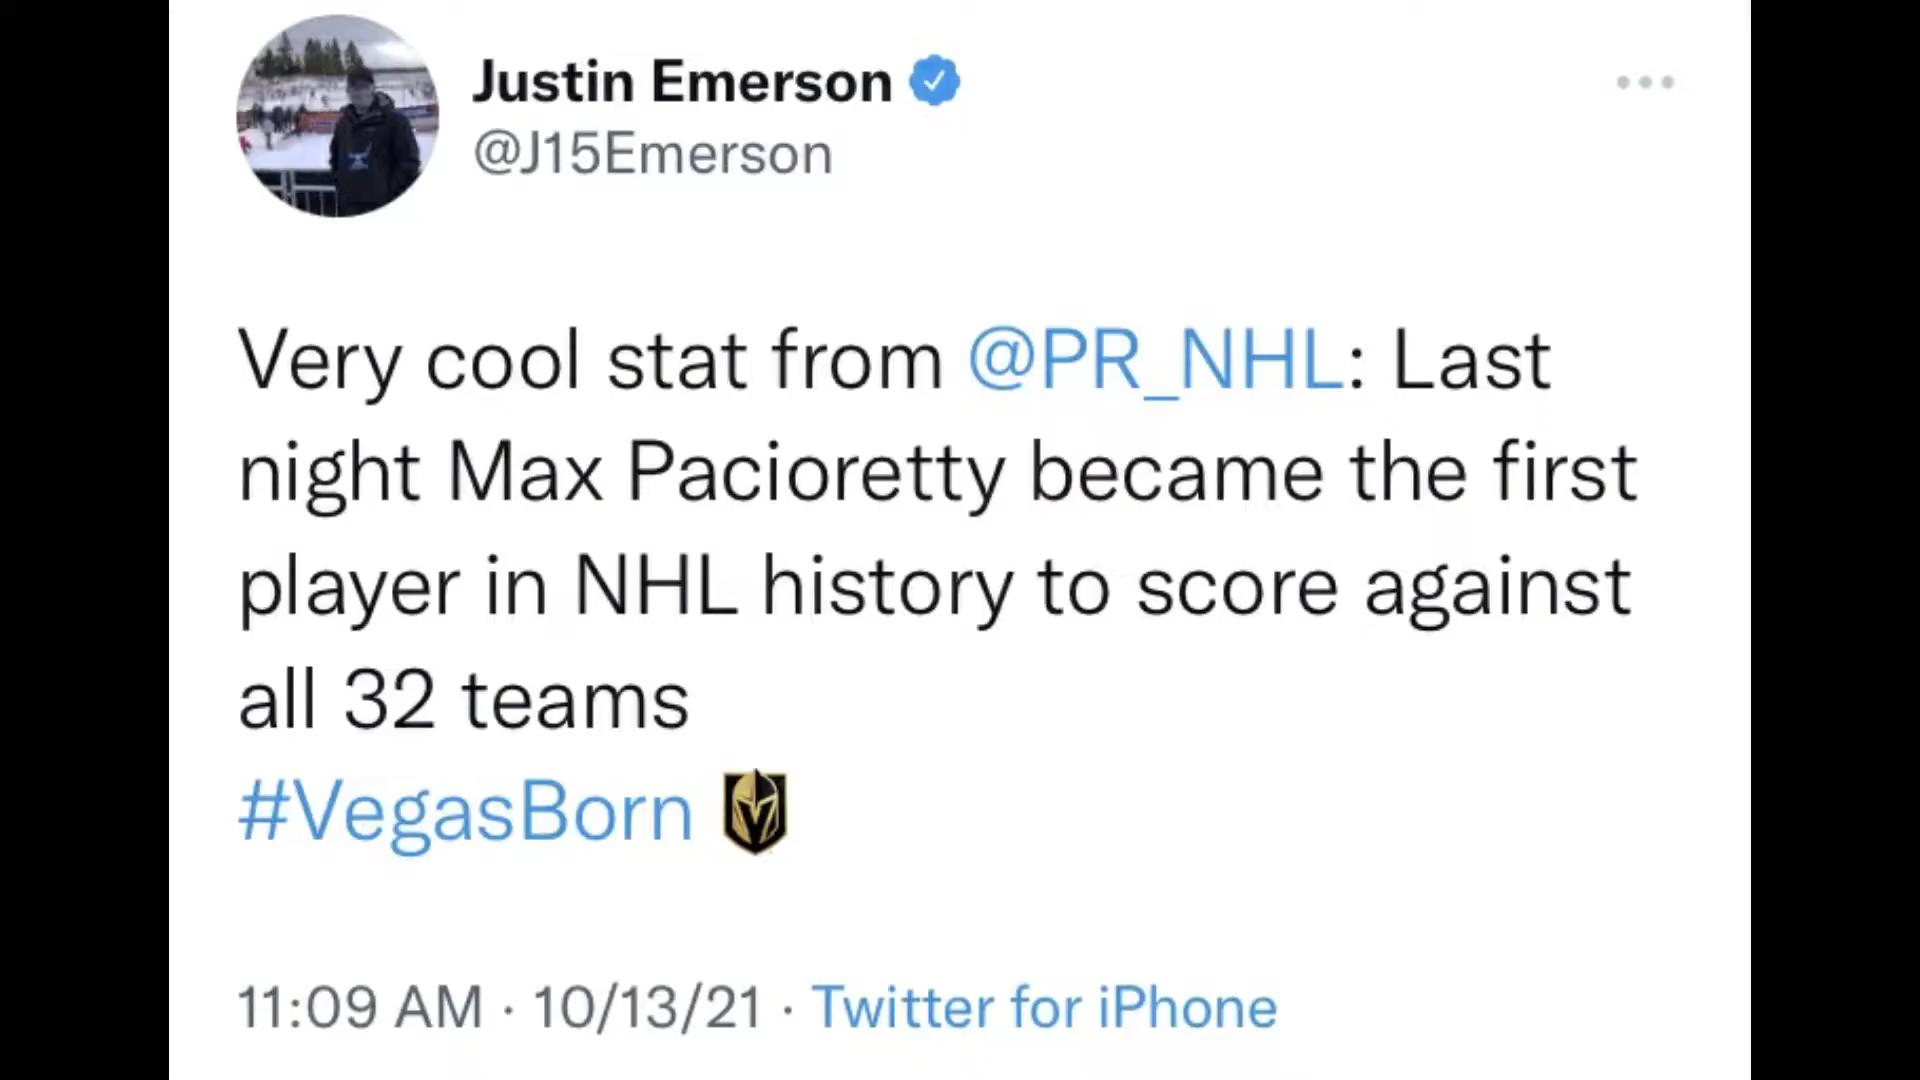 Justin Emerson
@J15Emerson
Very cool stat from @PR_NHL: Last
night Max Pacioretty became the first
player in NHL history to score against
all 32 teams
#VegasBorn
11:09 AM · 10/13/21 · Twitter for iPhone